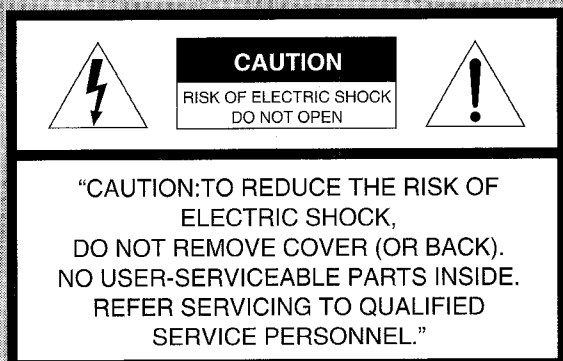 CAUTION
RISK OF ELECTRIC SHOCK
DO NOT OPEN
“CAUTION:TO REDUCE THE RISK OF
ELECTRIC SHOCK,
DO NOT REMOVE COVER (OR BACK).
NO USER-SERVICEABLE PARTS INSIDE.
REFER SERVICING TO QUALIFIED
SERVICE PERSONNEL.”